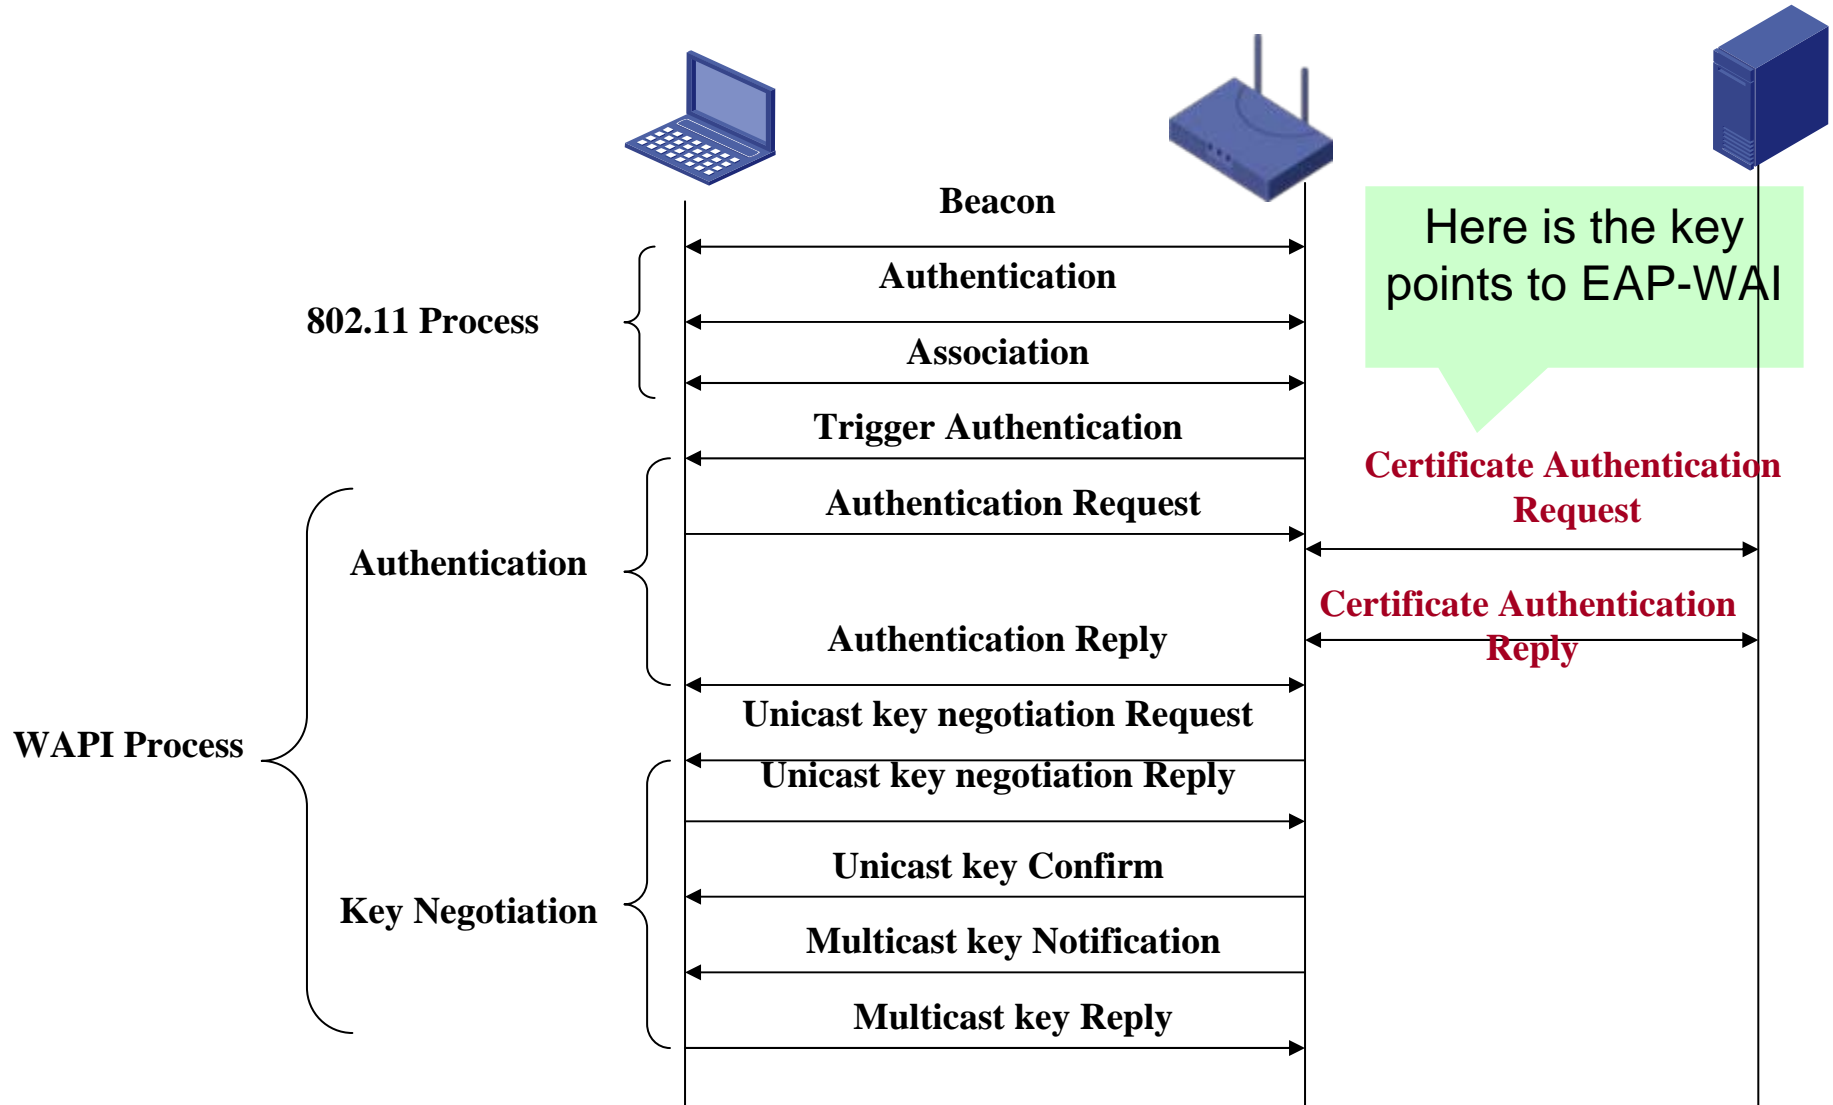 Beacon
Here is the key
points to EAP-WAI
Authentication
802.11 Process
Association
Trigger Authentication
Certificate Authentication
Request
Authentication Request
Authentication
Certificate Authentication
Reply
Authentication Reply
Unicast key negotiation Request
WAPI Process
Unicast key negotiation Reply
Unicast key Confirm
Key Negotiation
Multicast key Notification
Multicast key Reply